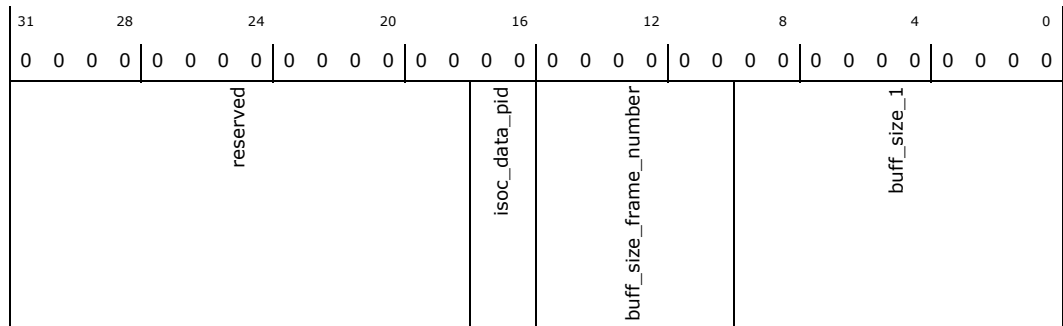 31 28 24 20 16 12 8 4 0
0 0 0 0 0 0 0 0 0 0 0 0 0 0 0 0 0 0 0 0 0 0 0 0 0 0 0 0 0 0 0 0
reserved
isoc_data_pid
buff_size_frame_number
buff_size_1